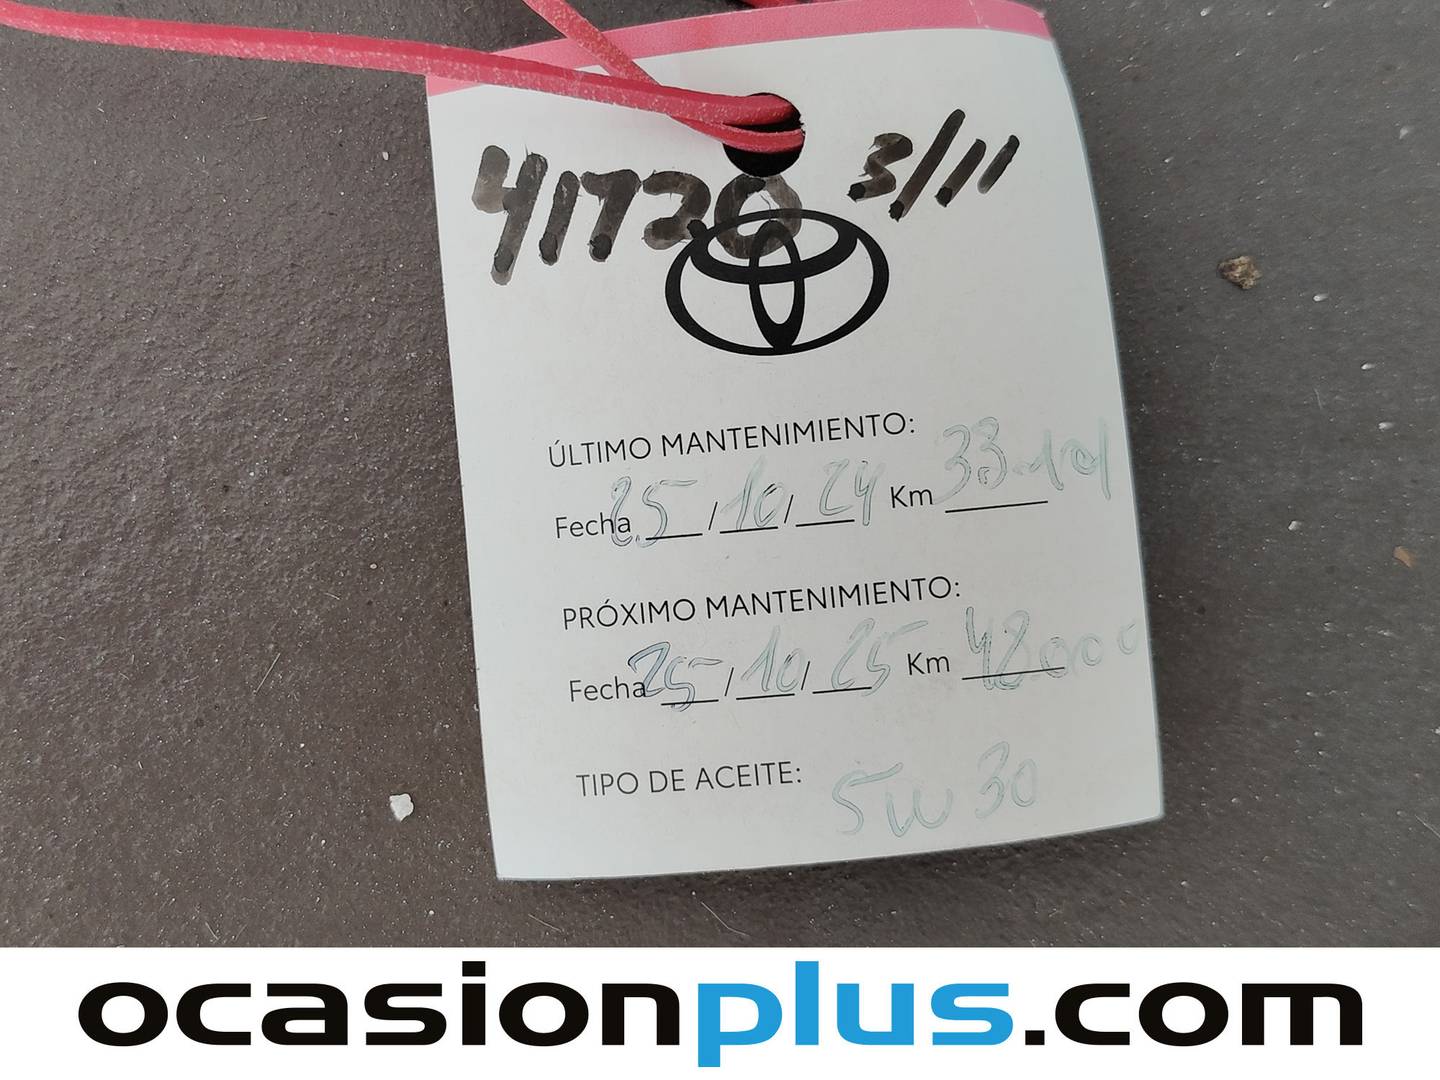 41720 3/11
ÚLTIMO MANTENIMIENTO:
Fecha 25/10/24 Km 33.101
PRÓXIMO MANTENIMIENTO:
Fecha 25/10/25 Km 48000
TIPO DE ACEITE: 5W30
ocasionplus.com